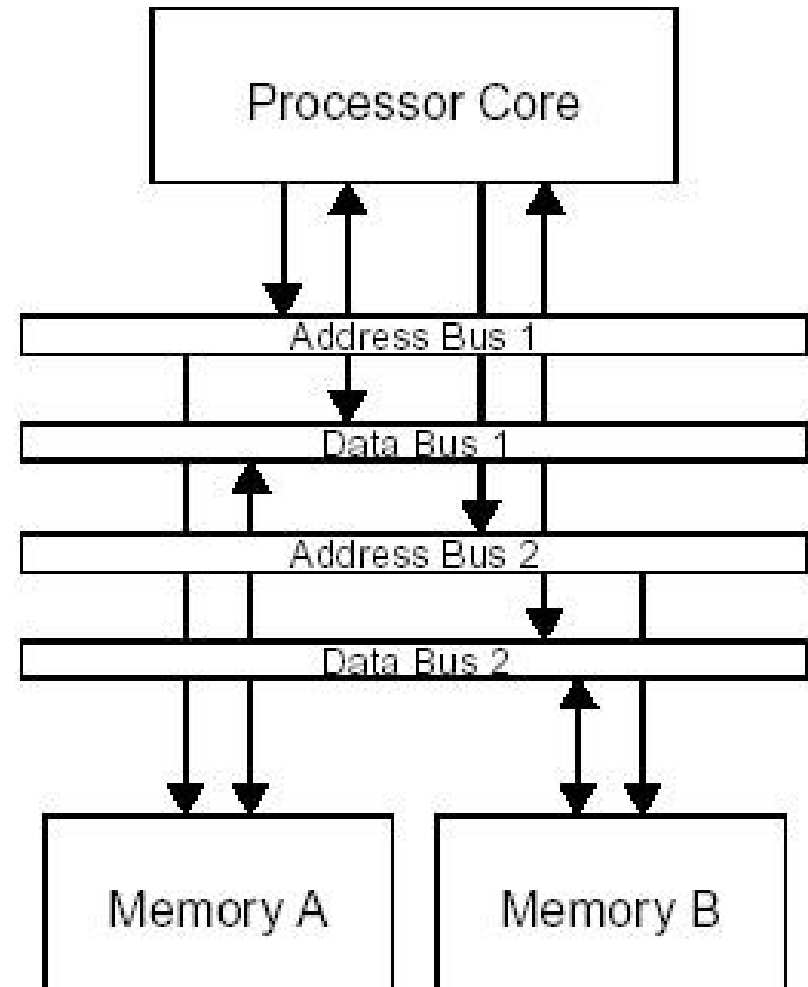 Processor Core
Address Bus 1
Data Bus 1
Address Bus 2
Data Bus 2
Memory A
Memory B